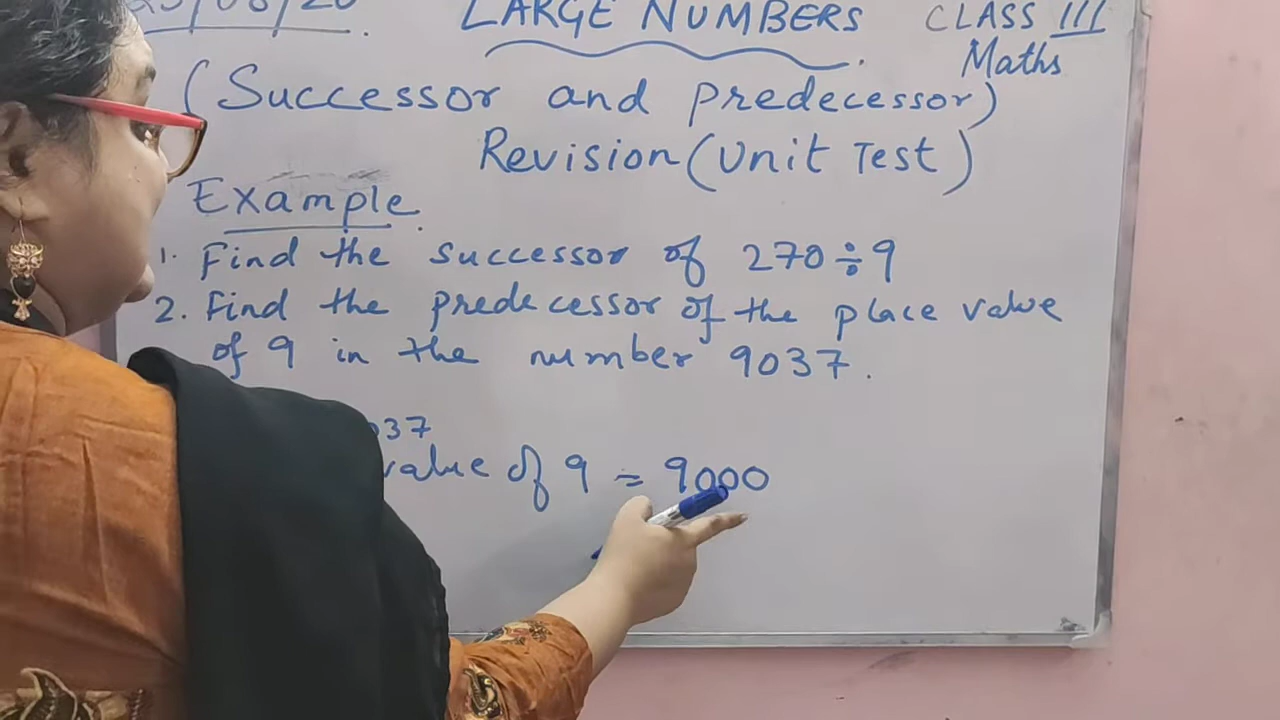 LARGE NUMBERS CLASS III
Maths
(Successor and predecessor)
Revision (Unit Test)
Example.
1. Find the successor of 270÷9
2. Find the predecessor of the place value
of 9 in the number 9037.
037
value of 9 = 9000